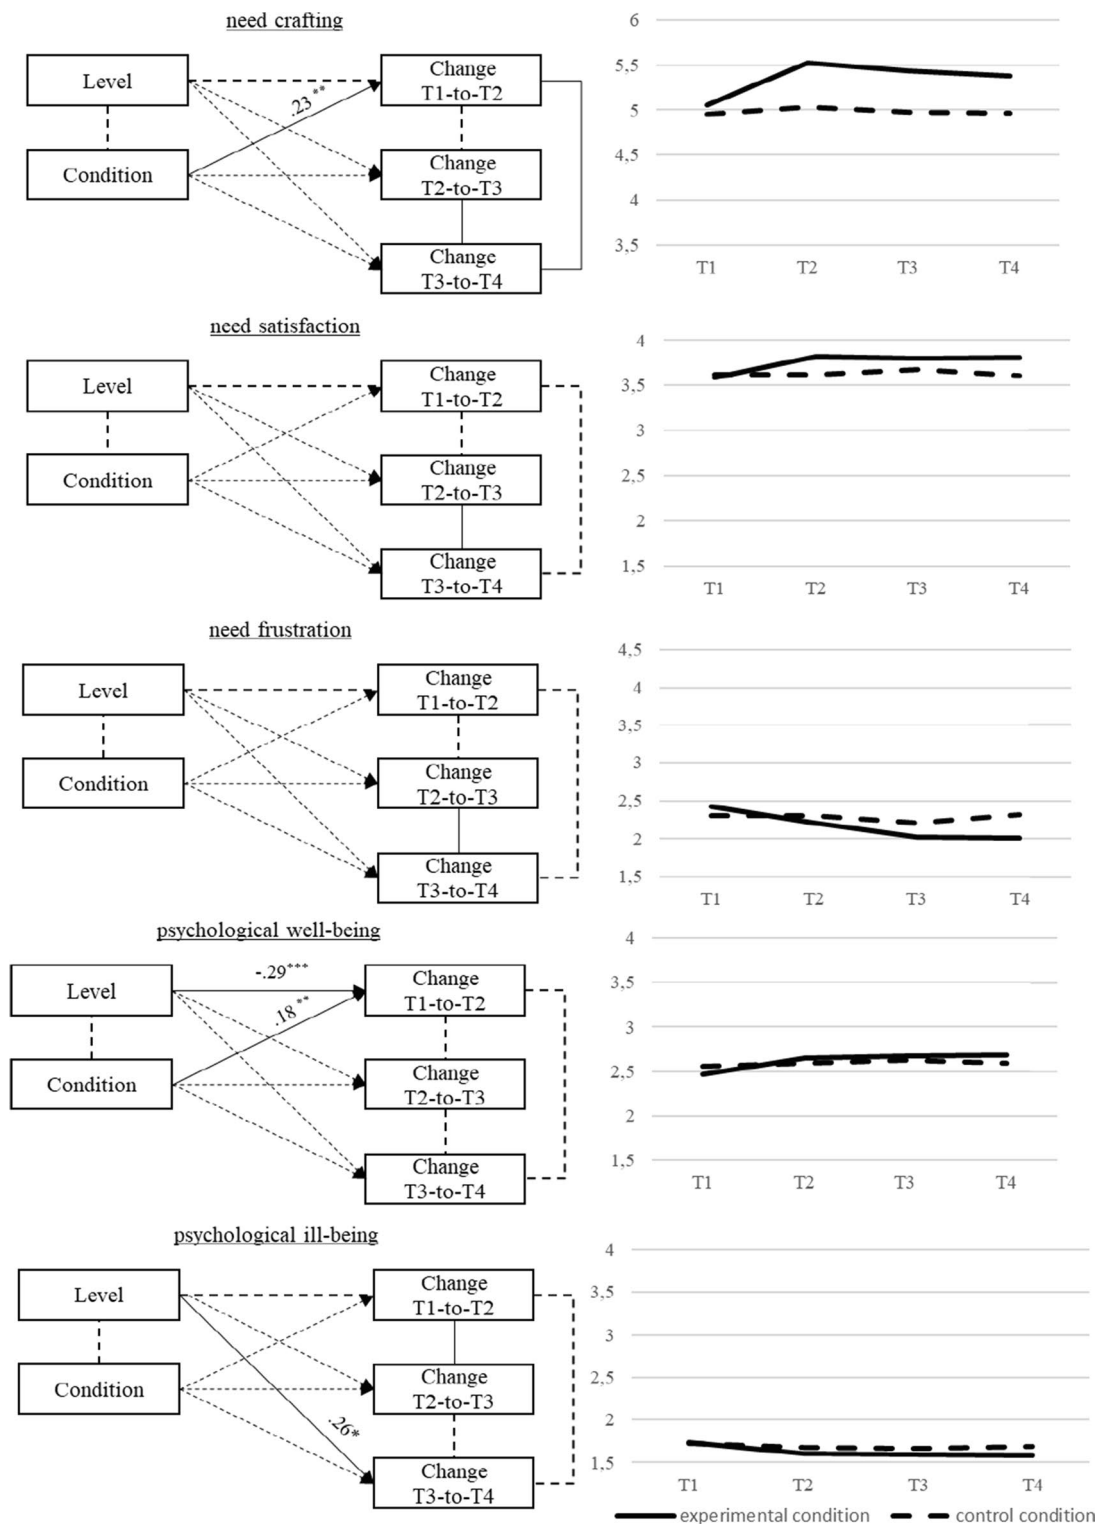 need crafting
Level
Condition
.23 **
Change
T1-to-T2
Change
T2-to-T3
Change
T3-to-T4
6
5,5
5
4,5
4
3,5
T1 T2 T3 T4
need satisfaction
Level
Condition
Change
T1-to-T2
Change
T2-to-T3
Change
T3-to-T4
4
3,5
3
2,5
2
1,5
T1 T2 T3 T4
need frustration
Level
Condition
Change
T1-to-T2
Change
T2-to-T3
Change
T3-to-T4
4,5
4
3,5
3
2,5
2
1,5
T1 T2 T3 T4
psychological well-being
Level
Condition
-.29***
.18 **
Change
T1-to-T2
Change
T2-to-T3
Change
T3-to-T4
4
3,5
3
2,5
2
1,5
T1 T2 T3 T4
psychological ill-being
Level
Condition
.26*
Change
T1-to-T2
Change
T2-to-T3
Change
T3-to-T4
4
3,5
3
2,5
2
1,5
T1 T2 T3 T4
experimental condition control condition